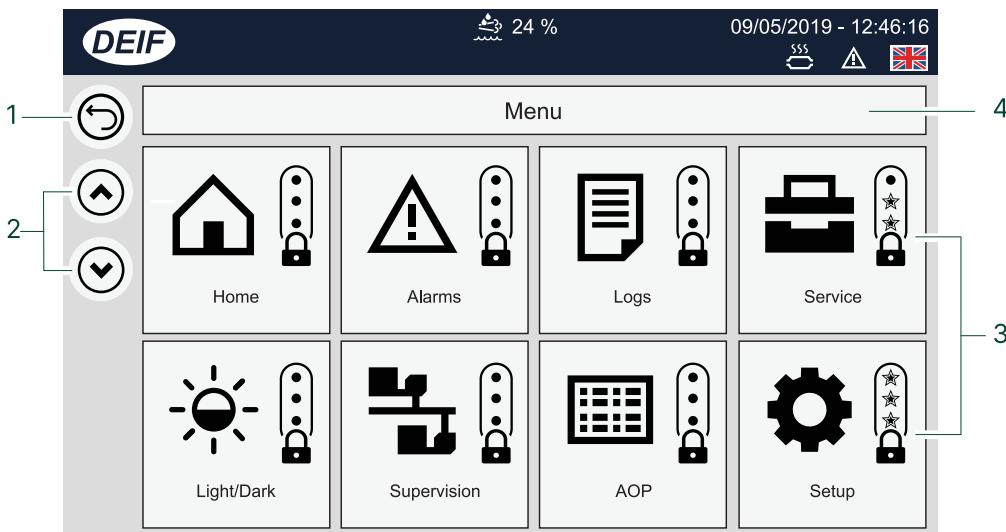 DEIF
24 %
09/05/2019 - 12:46:16
1
Menu
4
2
Home
Alarms
Logs
Service
3
Light/Dark
Supervision
AOP
Setup